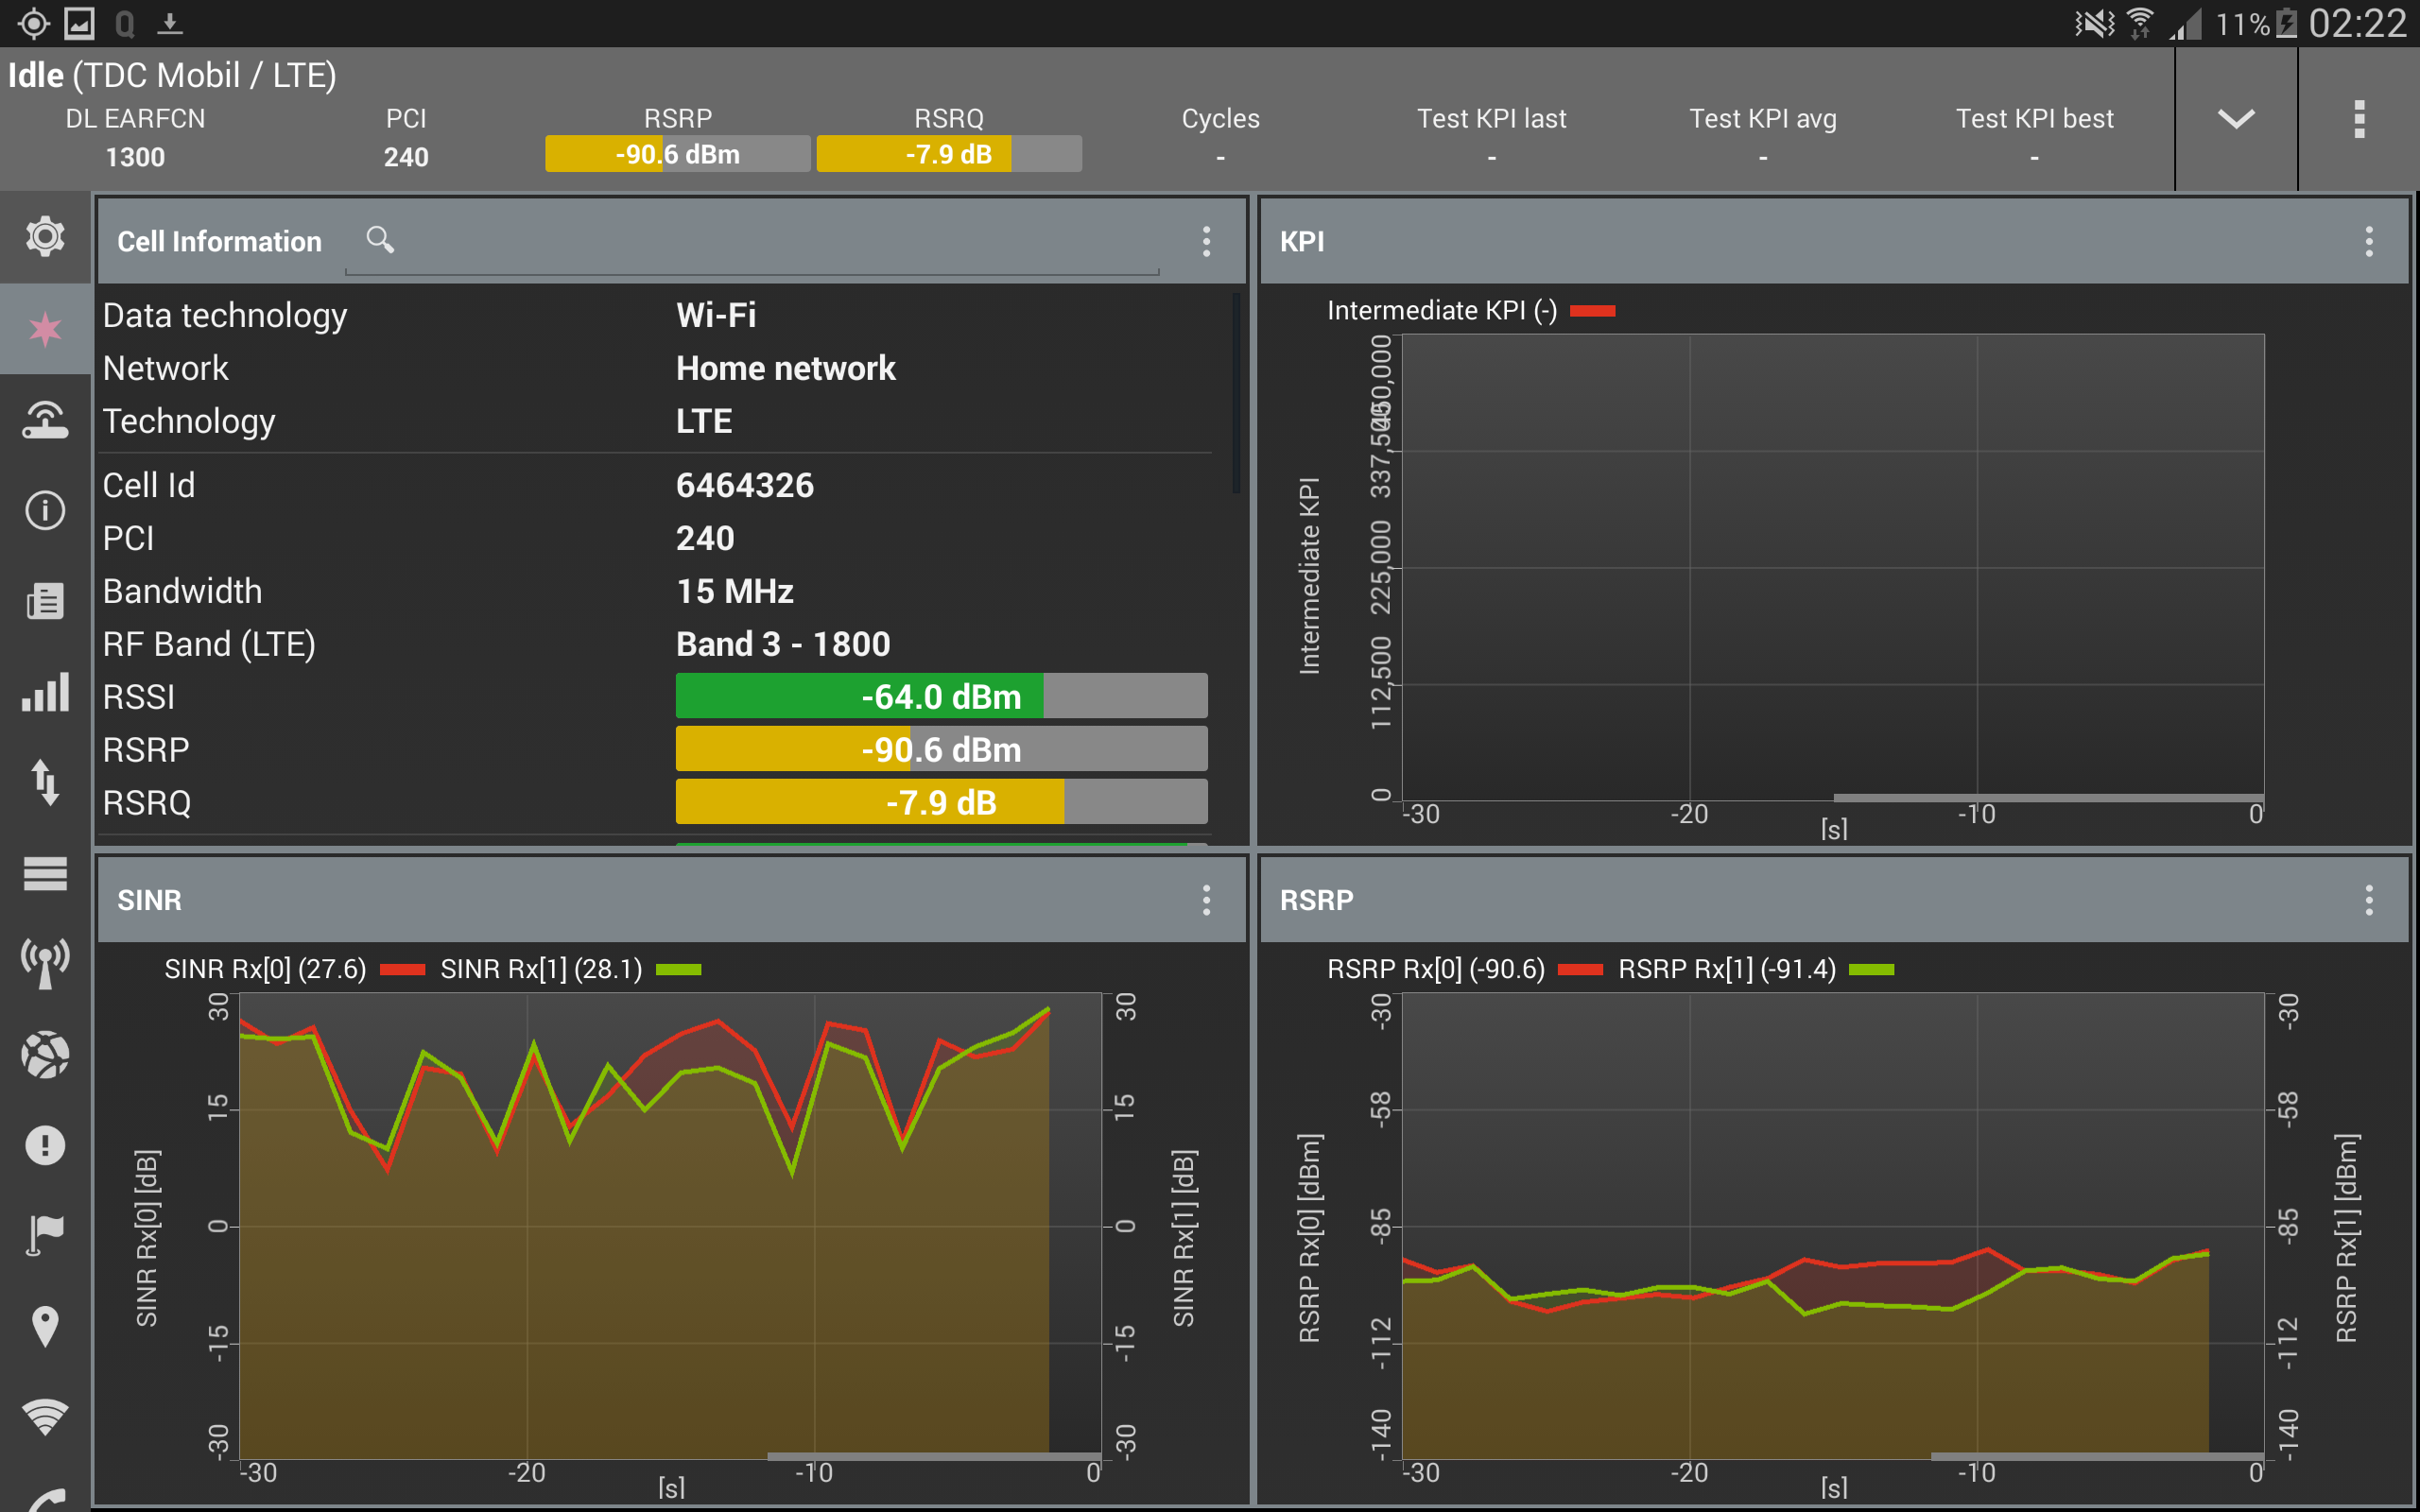 11% 02:22
Idle (TDC Mobil / LTE)
DL EARFCN PCI RSRP RSRQ Cycles Test KPI last Test KPI avg Test KPI best
1300 240 -90.6 dBm -7.9 dB - - - -
Cell Information
Data technology Wi-Fi
Network Home network
Technology LTE
Cell Id 6464326
PCI 240
Bandwidth 15 MHz
RF Band (LTE) Band 3 - 1800
RSSI -64.0 dBm
RSRP -90.6 dBm
RSRQ -7.9 dB
KPI
Intermediate KPI (-)
Intermediate KPI
450,000
337,500
225,000
112,500
0
-30 -20 -10 0
[s]
SINR
SINR Rx[0] (27.6) SINR Rx[1] (28.1)
SINR Rx[0] [dB]
30
15
0
-15
-30
30
15
0
-15
-30
SINR Rx[1] [dB]
-30 -20 -10 0
[s]
RSRP
RSRP Rx[0] (-90.6) RSRP Rx[1] (-91.4)
RSRP Rx[0] [dBm]
-30
-58
-85
-112
-140
-30
-58
-85
-112
-140
RSRP Rx[1] [dBm]
-30 -20 -10 0
[s]